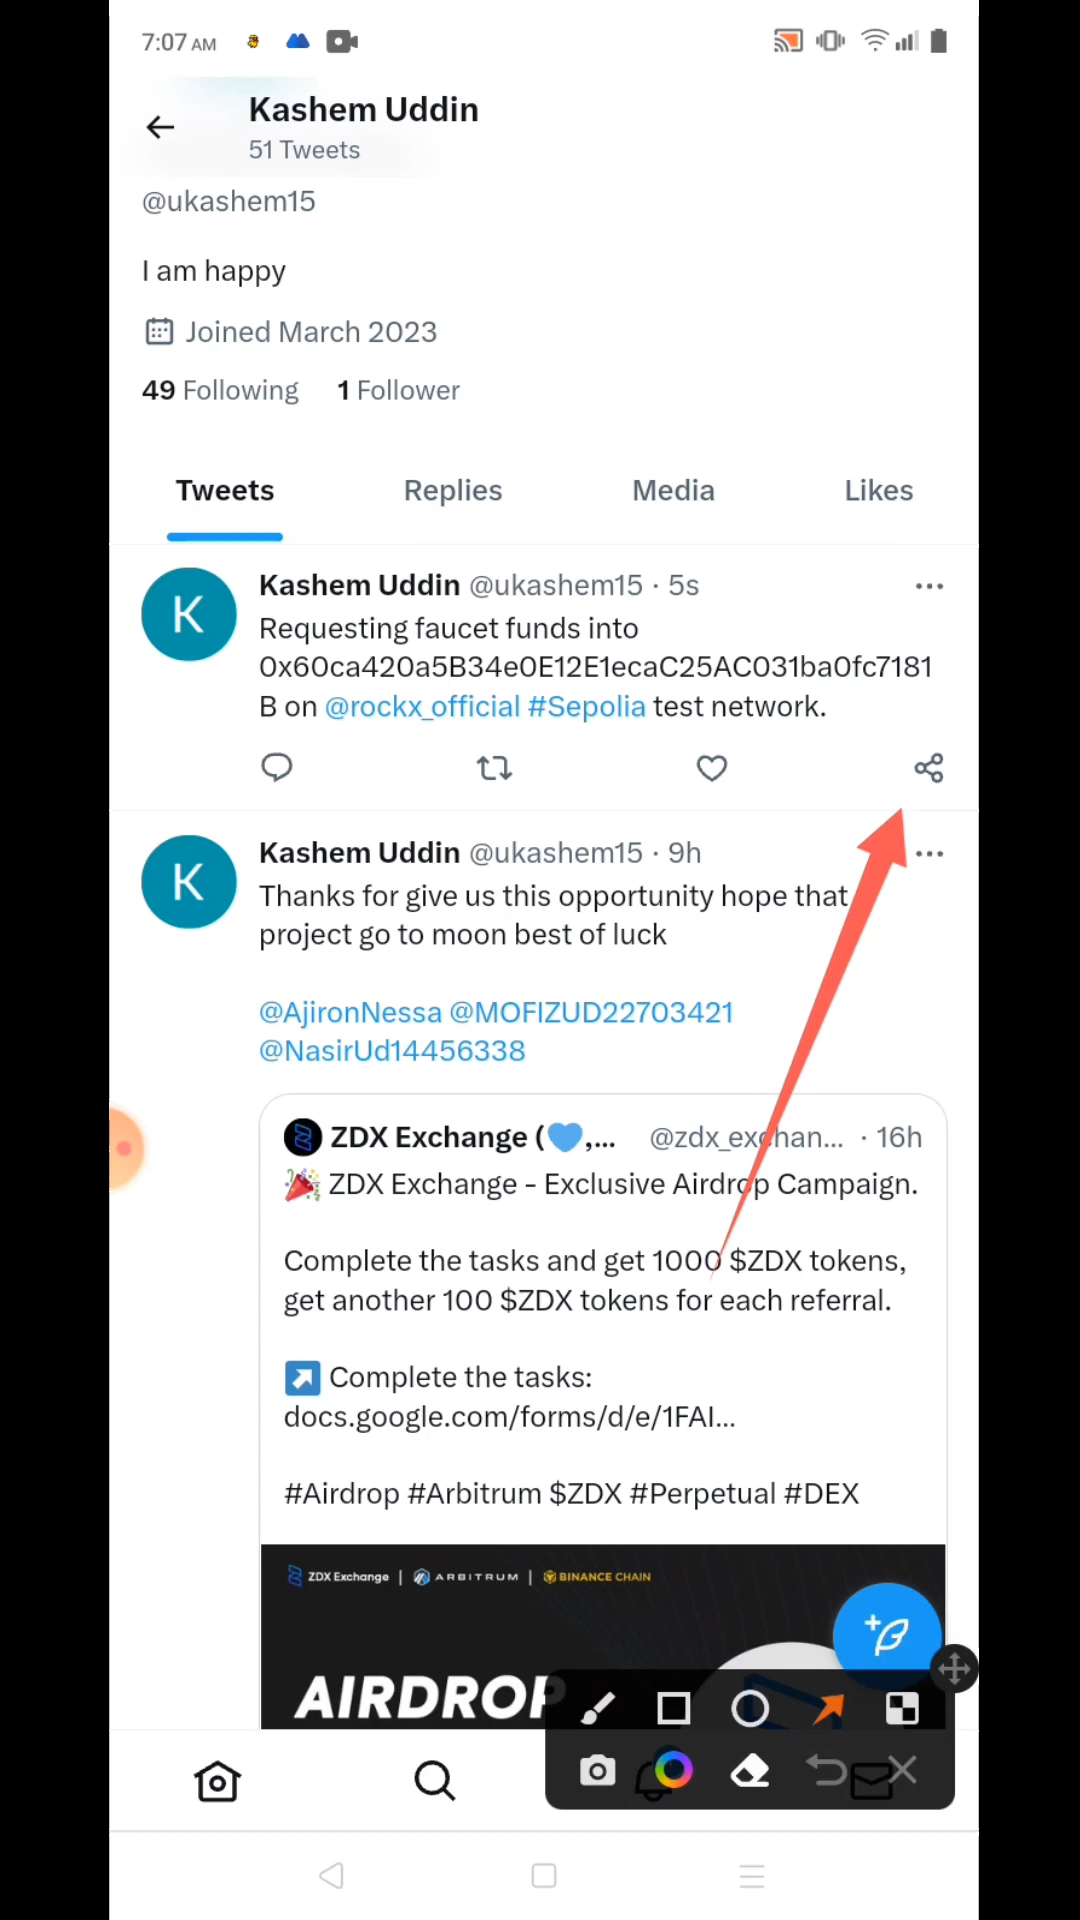 7:07 AM
Kashem Uddin
51 Tweets
@ukashem15
I am happy
Joined March 2023
49 Following 1 Follower
Tweets Replies Media Likes
K
Kashem Uddin @ukashem15 · 5s
Requesting faucet funds into
0x60ca420a5B34e0E12E1ecaC25AC031ba0fc7181
B on @rockx_official #Sepolia test network.
K
Kashem Uddin @ukashem15 · 9h
Thanks for give us this opportunity hope that
project go to moon best of luck
@AjironNessa @MOFIZUD22703421
@NasirUd14456338
ZDX Exchange (💙,... @zdx_exchan... · 16h
🎉 ZDX Exchange - Exclusive Airdrop Campaign.
Complete the tasks and get 1000 $ZDX tokens,
get another 100 $ZDX tokens for each referral.
↗️ Complete the tasks:
docs.google.com/forms/d/e/1FAI...
#Airdrop #Arbitrum $ZDX #Perpetual #DEX
ZDX Exchange | ARBITRUM | BINANCE CHAIN
AIRDROP